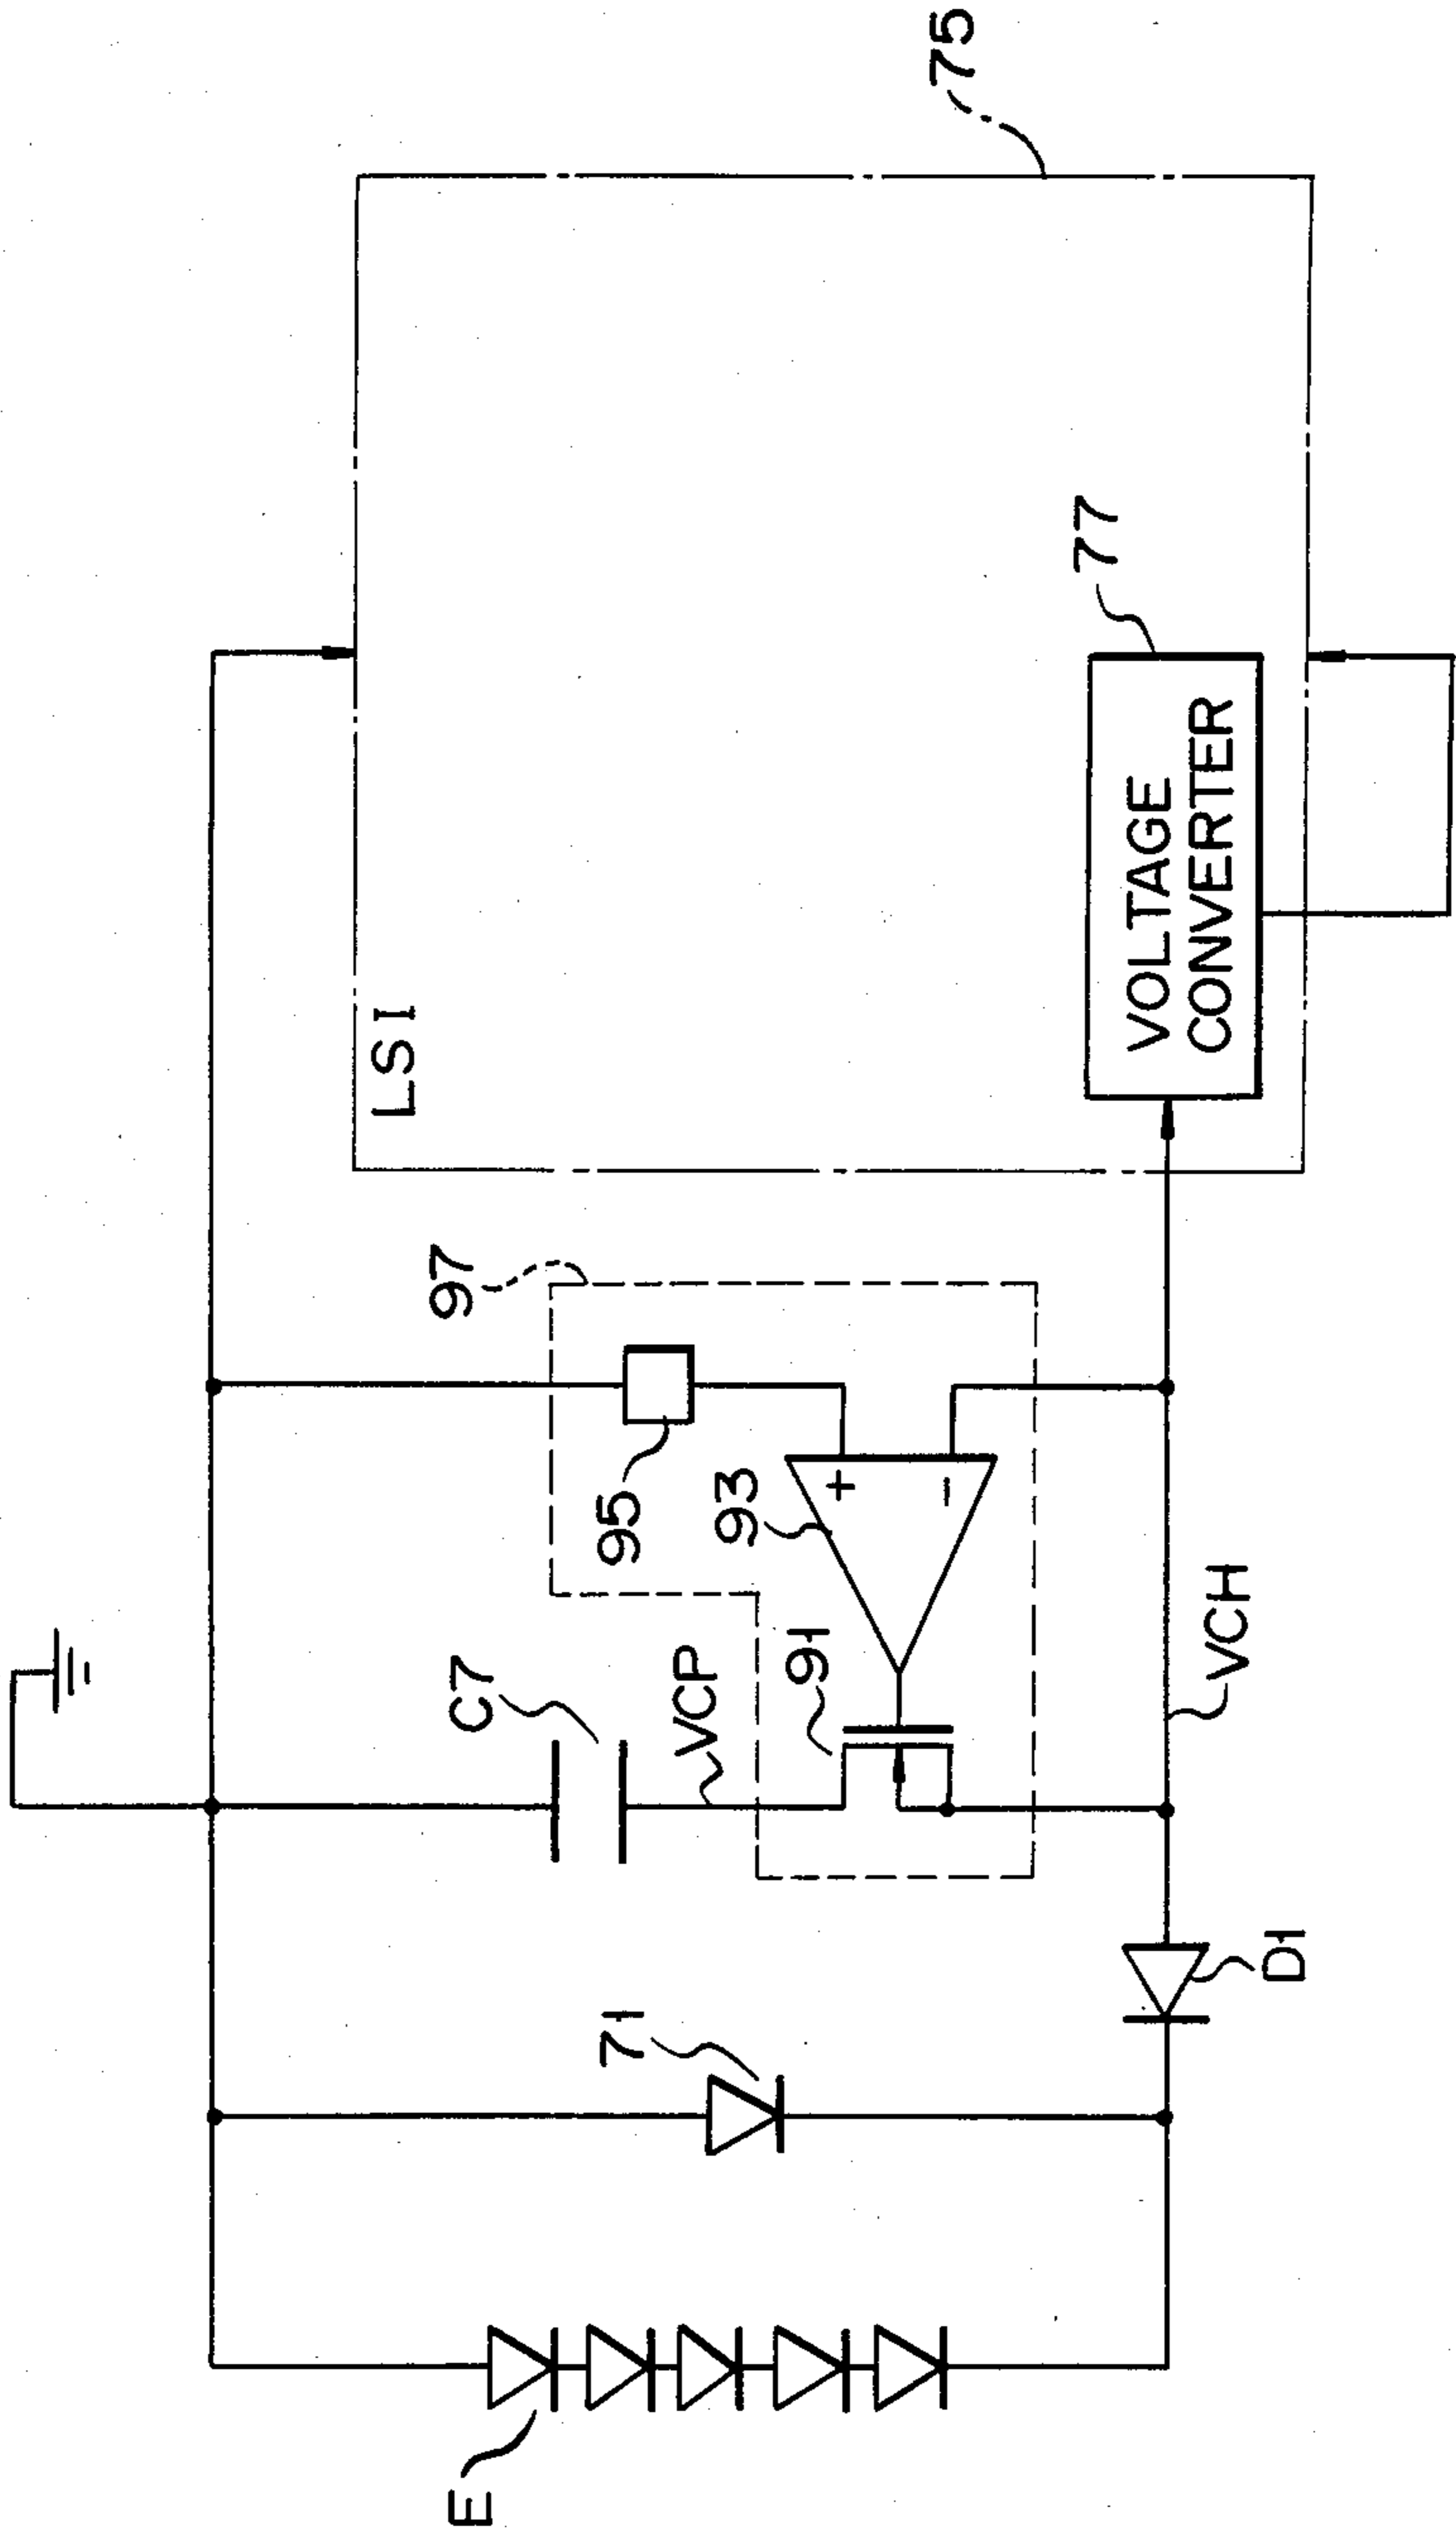 C7
97
LSI
75
VCP
95
71
91
93
+
-
77
VOLTAGE
CONVERTER
E
D1
VCH